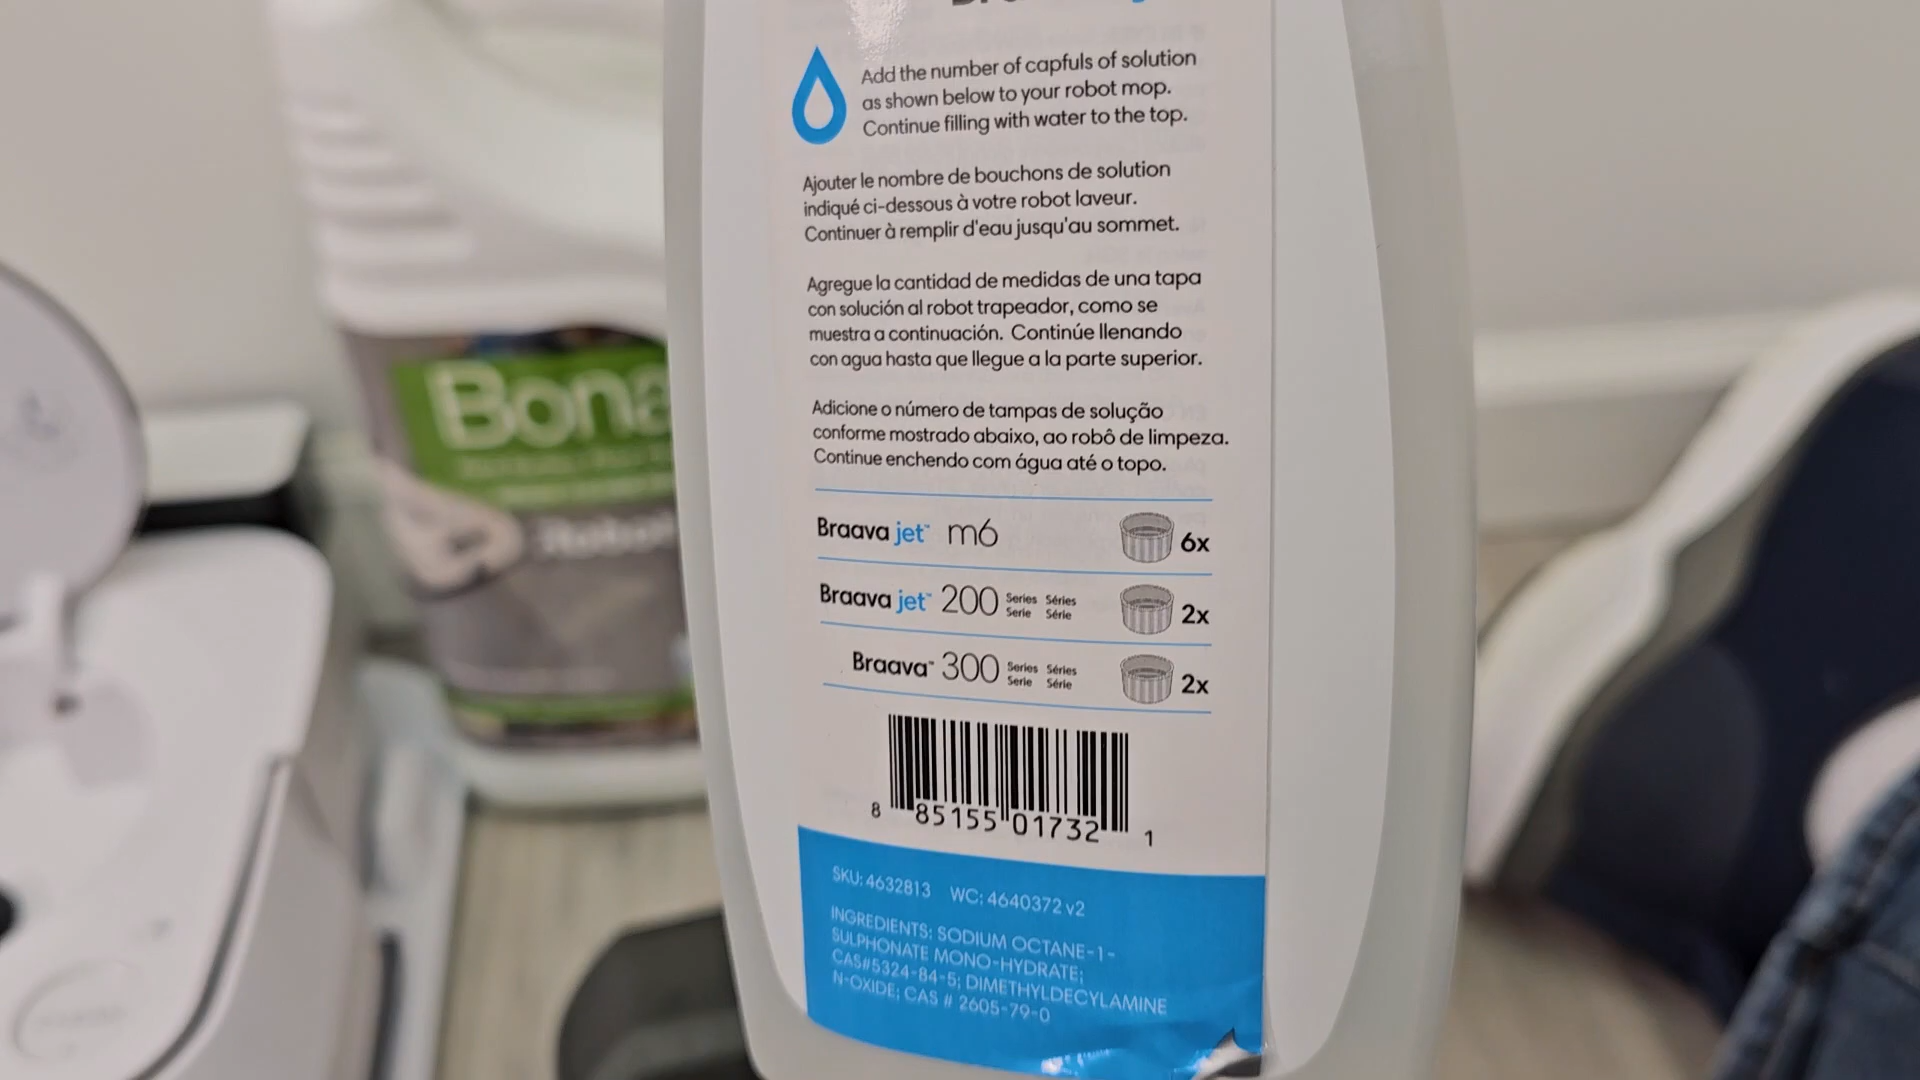 Add the number of capfuls of solution
as shown below to your robot mop.
Continue filling with water to the top.
Ajouter le nombre de bouchons de solution
indiqué ci-dessous à votre robot laveur.
Continuer à remplir d'eau jusqu'au sommet.
Agregue la cantidad de medidas de una tapa
con solución al robot trapeador, como se
muestra a continuación. Continúe llenando
con agua hasta que llegue a la parte superior.
Adicione o número de tampas de solução
conforme mostrado abaixo, ao robô de limpeza.
Continue enchendo com água até o topo.
Braava jet™ m6 6x
Braava jet™ 200 Series Séries 2x
Serie Série
Braava™ 300 Series Séries 2x
Serie Série
8 85155 01732 1
SKU: 4632813 WC: 4640372 v2
INGREDIENTS: SODIUM OCTANE-1-
SULPHONATE MONO-HYDRATE;
CAS#5324-84-5; DIMETHYLDECYLAMINE
N-OXIDE; CAS # 2605-79-0
Bona